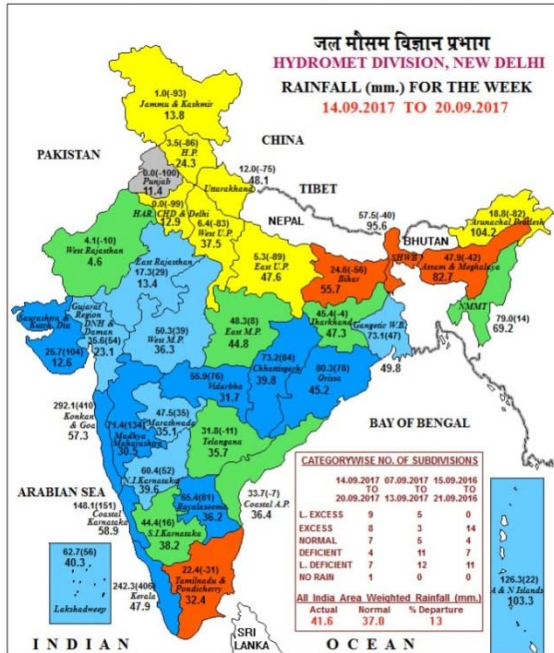 जल मौसम विज्ञान प्रभाग
HYDROMET DIVISION, NEW DELHI
RAINFALL (mm.) FOR THE WEEK
14.09.2017 TO 20.09.2017
1.0(-93)
Jammu & Kashmir
13.8
CHINA
3.5(-86)
H.P.
24.3
PAKISTAN
0.0(-100)
Punjab
11.4
12.0(-75)
48.1
Uttarakhand
TIBET
0.0(-99)
HAR. CHD & Delhi
12.9
NEPAL
57.5(-40)
95.6
18.8(-82)
Arunachal Pradesh
104.2
4.1(-10)
West Rajasthan
4.6
6.4(-83)
West U.P.
37.5
BHUTAN
SHWB
47.9(-42)
Assam & Meghalaya
82.7
East Rajasthan
17.3(29)
13.4
5.3(-89)
East U.P.
47.6
24.6(-56)
Bihar
55.7
NMMT
79.0(14)
69.2
Saurashtra &
Kutch, Diu
25.7(104)
12.6
Gujarat
Region
DNH &
Daman
35.6(54)
23.1
50.3(39)
West M.P.
36.3
48.3(8)
East M.P.
44.8
45.4(-4)
Jharkhand
47.3
Gangetic W.B.
73.1(47)
49.8
55.9(76)
Vidarbha
31.7
73.2(84)
Chhattisgarh
39.8
80.3(78)
Orissa
45.2
292.1(410)
Konkan
& Goa
57.3
71.4(134)
Madhya
Maharashtra
30.5
47.5(35)
Marathwada
35.1
31.8(-11)
Telangana
35.7
BAY OF BENGAL
60.4(52)
N.I.Karnataka
39.6
ARABIAN SEA
148.1(151)
Coastal
Karnataka
58.9
65.4(81)
Rayalaseema
36.2
33.7(-7)
Coastal A.P.
36.4
44.4(16)
S.I.Karnataka
38.2
62.7(56)
40.3
Lakshadweep
242.3(406)
Kerala
47.9
22.4(-31)
Tamilnadu &
Pondicherry
32.4
126.3(22)
A & N Islands
103.3
CATEGORYWISE NO. OF SUBDIVISIONS
14.09.2017 07.09.2017 15.09.2016
TO TO TO
20.09.2017 13.09.2017 21.09.2016
L. EXCESS 9 5 0
EXCESS 8 3 14
NORMAL 7 5 4
DEFICIENT 4 11 7
L. DEFICIENT 7 12 11
NO RAIN 1 0 0
All India Area Weighted Rainfall (mm.)
Actual Normal % Departure
41.6 37.0 13
SRI
LANKA
INDIAN OCEAN